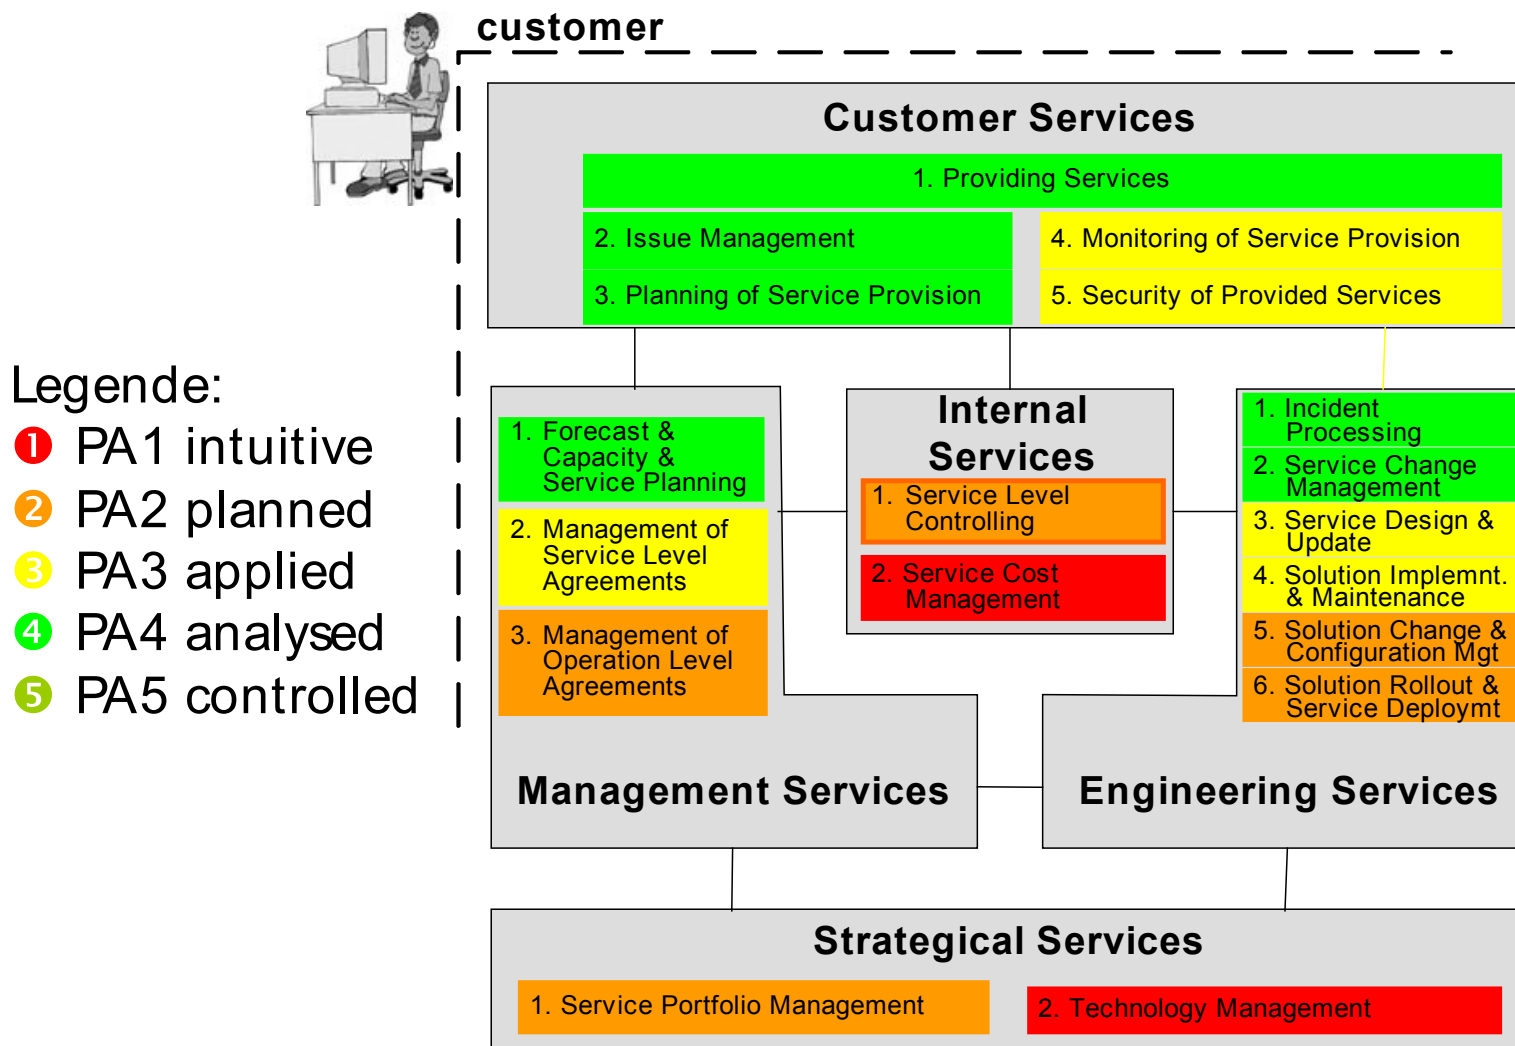 customer
Customer Services
1. Providing Services
2. Issue Management
3. Planning of Service Provision
4. Monitoring of Service Provision
5. Security of Provided Services
Legende:
1 PA1 intuitive
2 PA2 planned
3 PA3 applied
4 PA4 analysed
5 PA5 controlled
1. Forecast &
Capacity &
Service Planning
2. Management of
Service Level
Agreements
3. Management of
Operation Level
Agreements
Management Services
Internal
Services
1. Service Level
Controlling
2. Service Cost
Management
1. Incident
Processing
2. Service Change
Management
3. Service Design &
Update
4. Solution Implemnt.
& Maintenance
5. Solution Change &
Configuration Mgt
6. Solution Rollout &
Service Deploymt
Engineering Services
Strategical Services
1. Service Portfolio Management
2. Technology Management